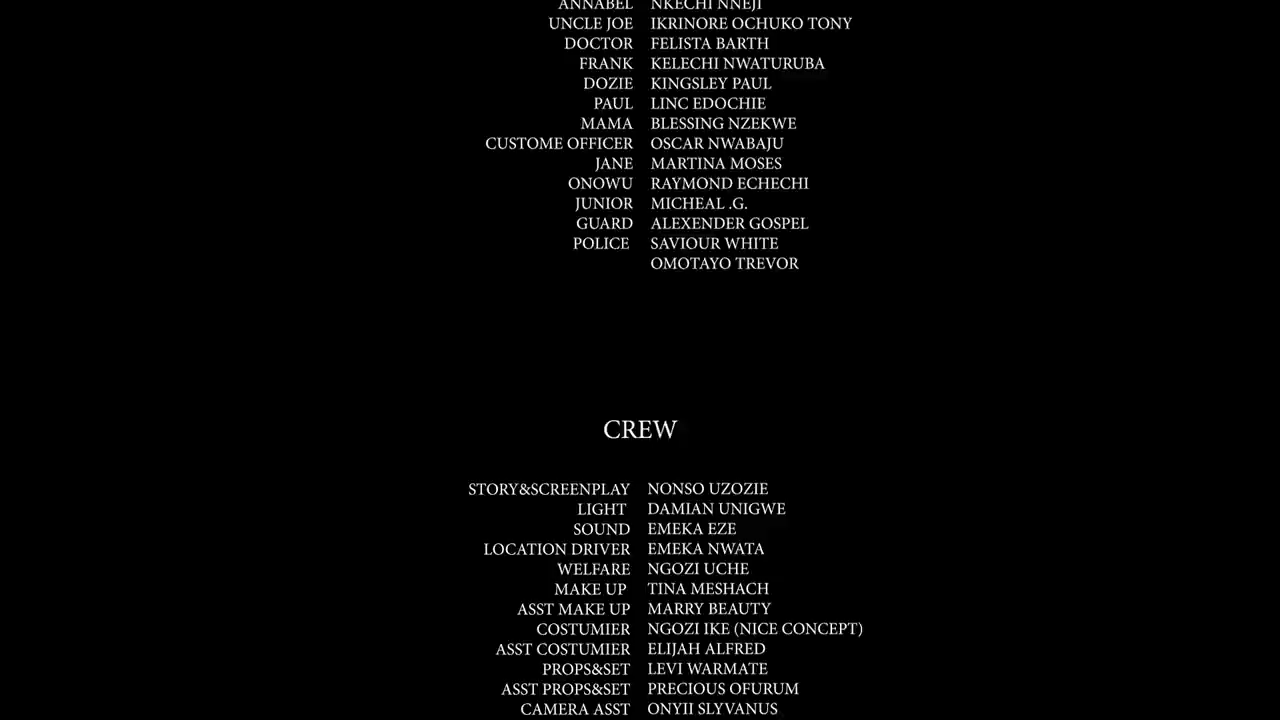 ANNABEL NKECHI NNEJI
UNCLE JOE IKRINORE OCHUKO TONY
DOCTOR FELISTA BARTH
FRANK KELECHI NWATURUBA
DOZIE KINGSLEY PAUL
PAUL LINC EDOCHIE
MAMA BLESSING NZEKWE
CUSTOME OFFICER OSCAR NWABAJU
JANE MARTINA MOSES
ONOWU RAYMOND ECHECHI
JUNIOR MICHEAL .G.
GUARD ALEXENDER GOSPEL
POLICE SAVIOUR WHITE
OMOTAYO TREVOR
CREW
STORY&SCREENPLAY NONSO UZOZIE
LIGHT DAMIAN UNIGWE
SOUND EMEKA EZE
LOCATION DRIVER EMEKA NWATA
WELFARE NGOZI UCHE
MAKE UP TINA MESHACH
ASST MAKE UP MARRY BEAUTY
COSTUMIER NGOZI IKE (NICE CONCEPT)
ASST COSTUMIER ELIJAH ALFRED
PROPS&SET LEVI WARMATE
ASST PROPS&SET PRECIOUS OFURUM
CAMERA ASST ONYII SLYVANUS